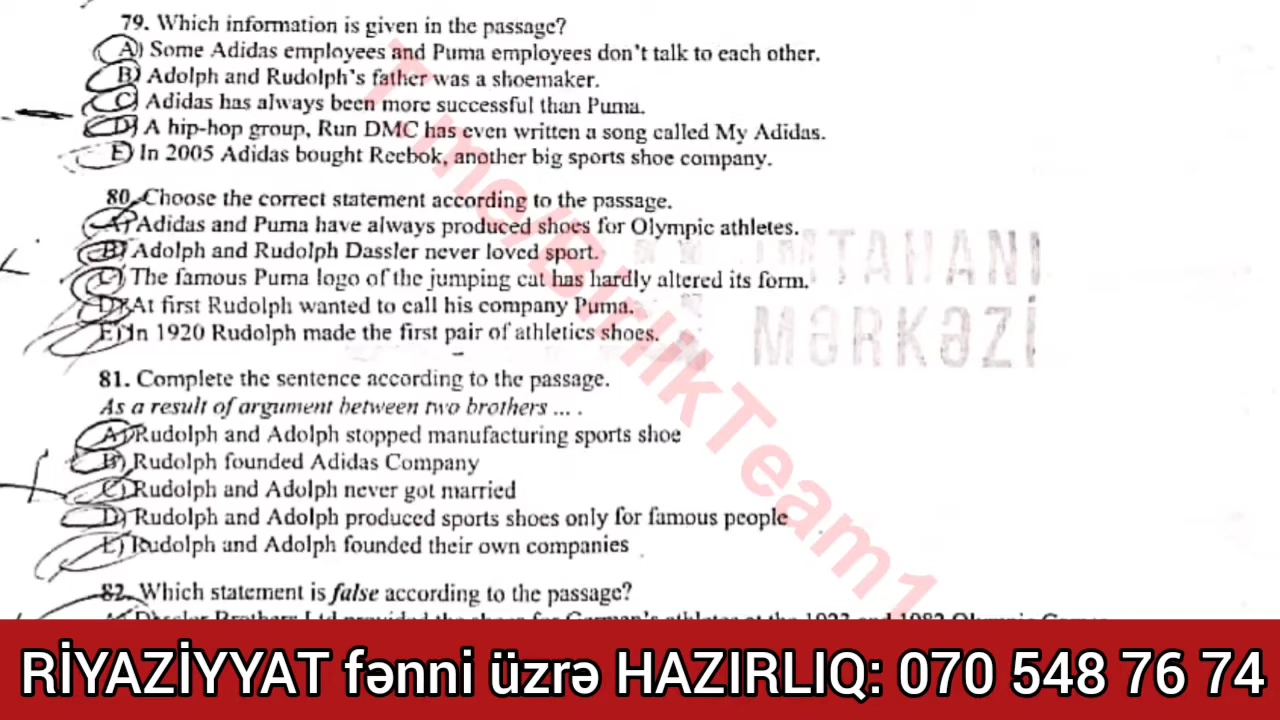 79. Which information is given in the passage?
A) Some Adidas employees and Puma employees don't talk to each other.
B) Adolph and Rudolph's father was a shoemaker.
C) Adidas has always been more successful than Puma.
D) A hip-hop group, Run DMC has even written a song called My Adidas.
E) In 2005 Adidas bought Reebok, another big sports shoe company.
80. Choose the correct statement according to the passage.
A) Adidas and Puma have always produced shoes for Olympic athletes.
B) Adolph and Rudolph Dassler never loved sport.
C) The famous Puma logo of the jumping cat has hardly altered its form.
D) At first Rudolph wanted to call his company Puma.
E) In 1920 Rudolph made the first pair of athletics shoes.
İMTAHANI
MƏRKƏZİ
T.me/BirlikTeam1
81. Complete the sentence according to the passage.
As a result of argument between two brothers ... .
A) Rudolph and Adolph stopped manufacturing sports shoe
B) Rudolph founded Adidas Company
C) Rudolph and Adolph never got married
D) Rudolph and Adolph produced sports shoes only for famous people
E) Rudolph and Adolph founded their own companies
82. Which statement is false according to the passage?
RİYAZİYYAT fənni üzrə HAZIRLIQ: 070 548 76 74